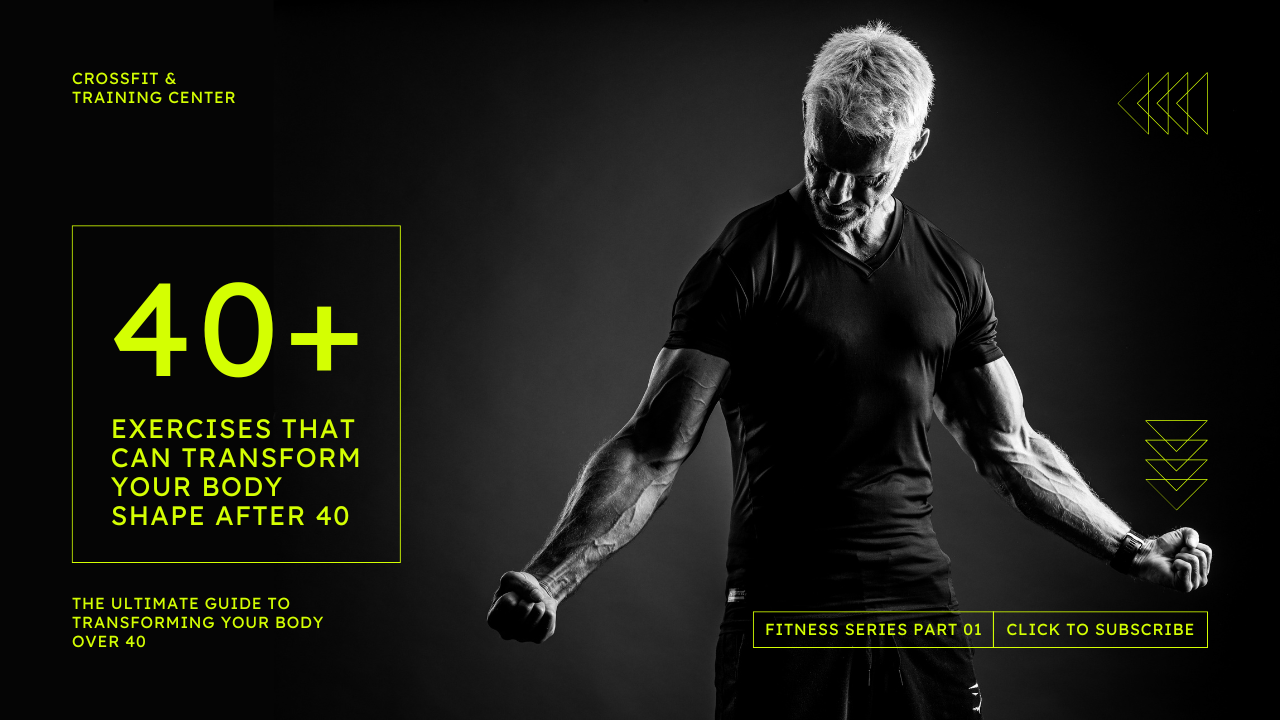 CROSSFIT &
TRAINING CENTER
40+
EXERCISES THAT
CAN TRANSFORM
YOUR BODY
SHAPE AFTER 40
THE ULTIMATE GUIDE TO
TRANSFORMING YOUR BODY
OVER 40
FITNESS SERIES PART 01
CLICK TO SUBSCRIBE